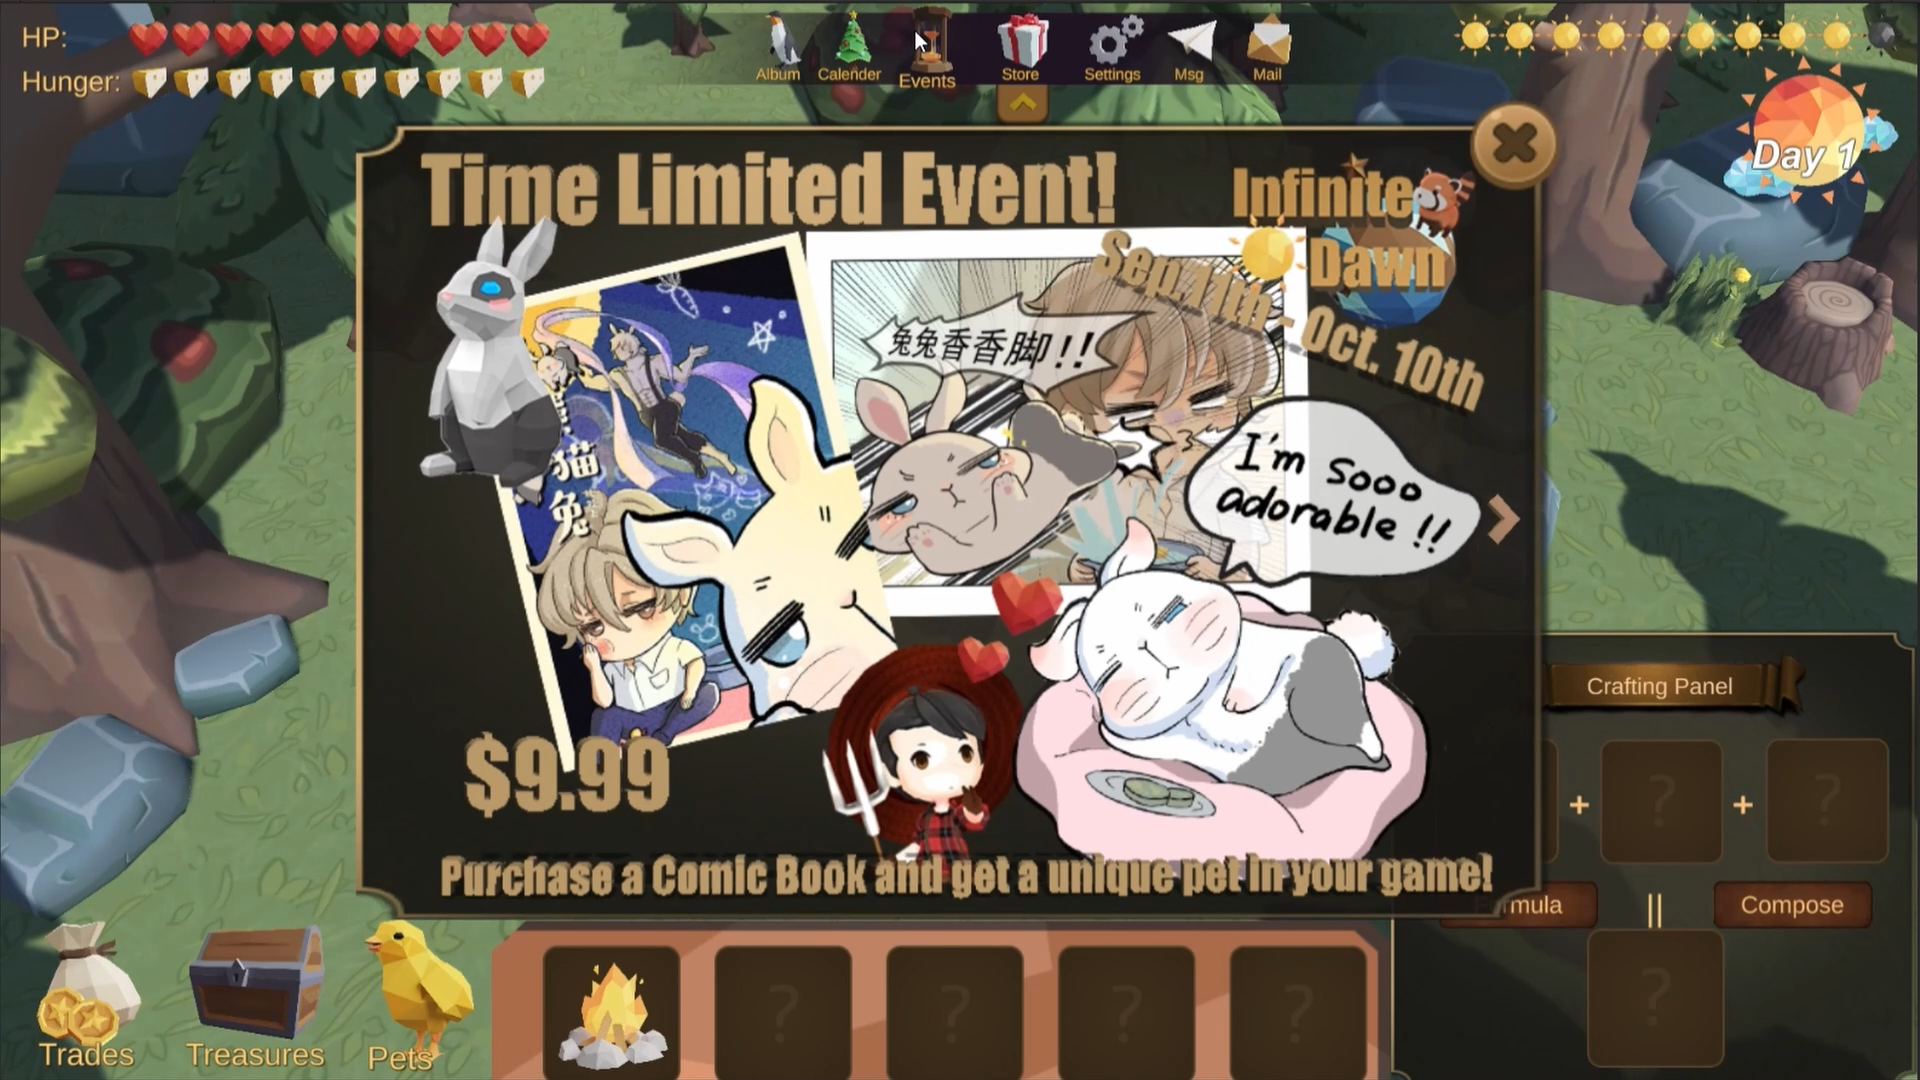 HP:
Hunger:
Album
Calender
Events
Store
Settings
Msg
Mail
Day 1
Time Limited Event!
Infinite
Dawn
Sep.11th - Oct. 10th
兔兔香香脚!!
猫
兔
I'm sooo
adorable !!
$9.99
Purchase a Comic Book and get a unique pet in your game!
Crafting Panel
?
?
+
+
mula
||
Compose
?
Trades
Treasures
Pets
?
?
?
?